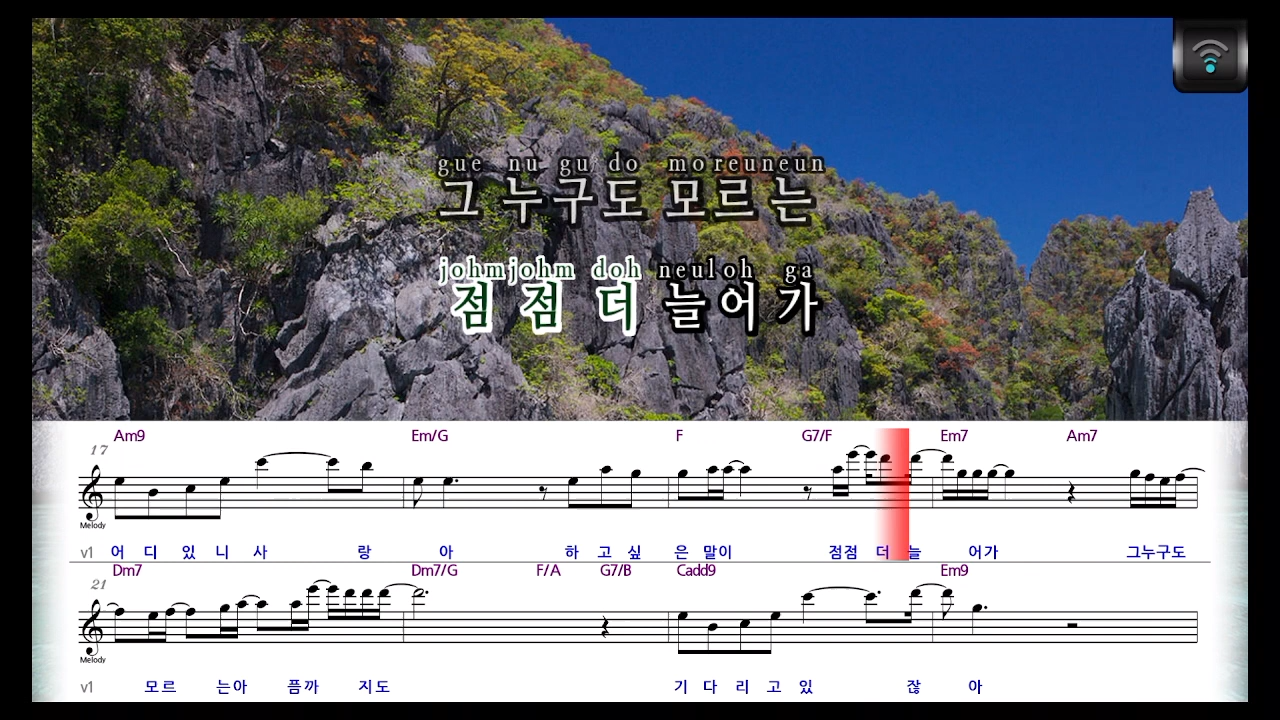 gue nu gu do mo reuneun
그 누구도 모르는
johmjohm doh neuloh ga
점 점 더 늘어가
Am9 Em/G F G7/F Em7 Am7
17
Melody
v1 어 디 있 니 사 랑 아 하 고 싶 은 말이 점점 더 늘 어가 그누구도
Dm7 Dm7/G F/A G7/B Cadd9 Em9
21
Melody
v1 모르 는아 픔까 지도 기 다 리 고 있 잖 아